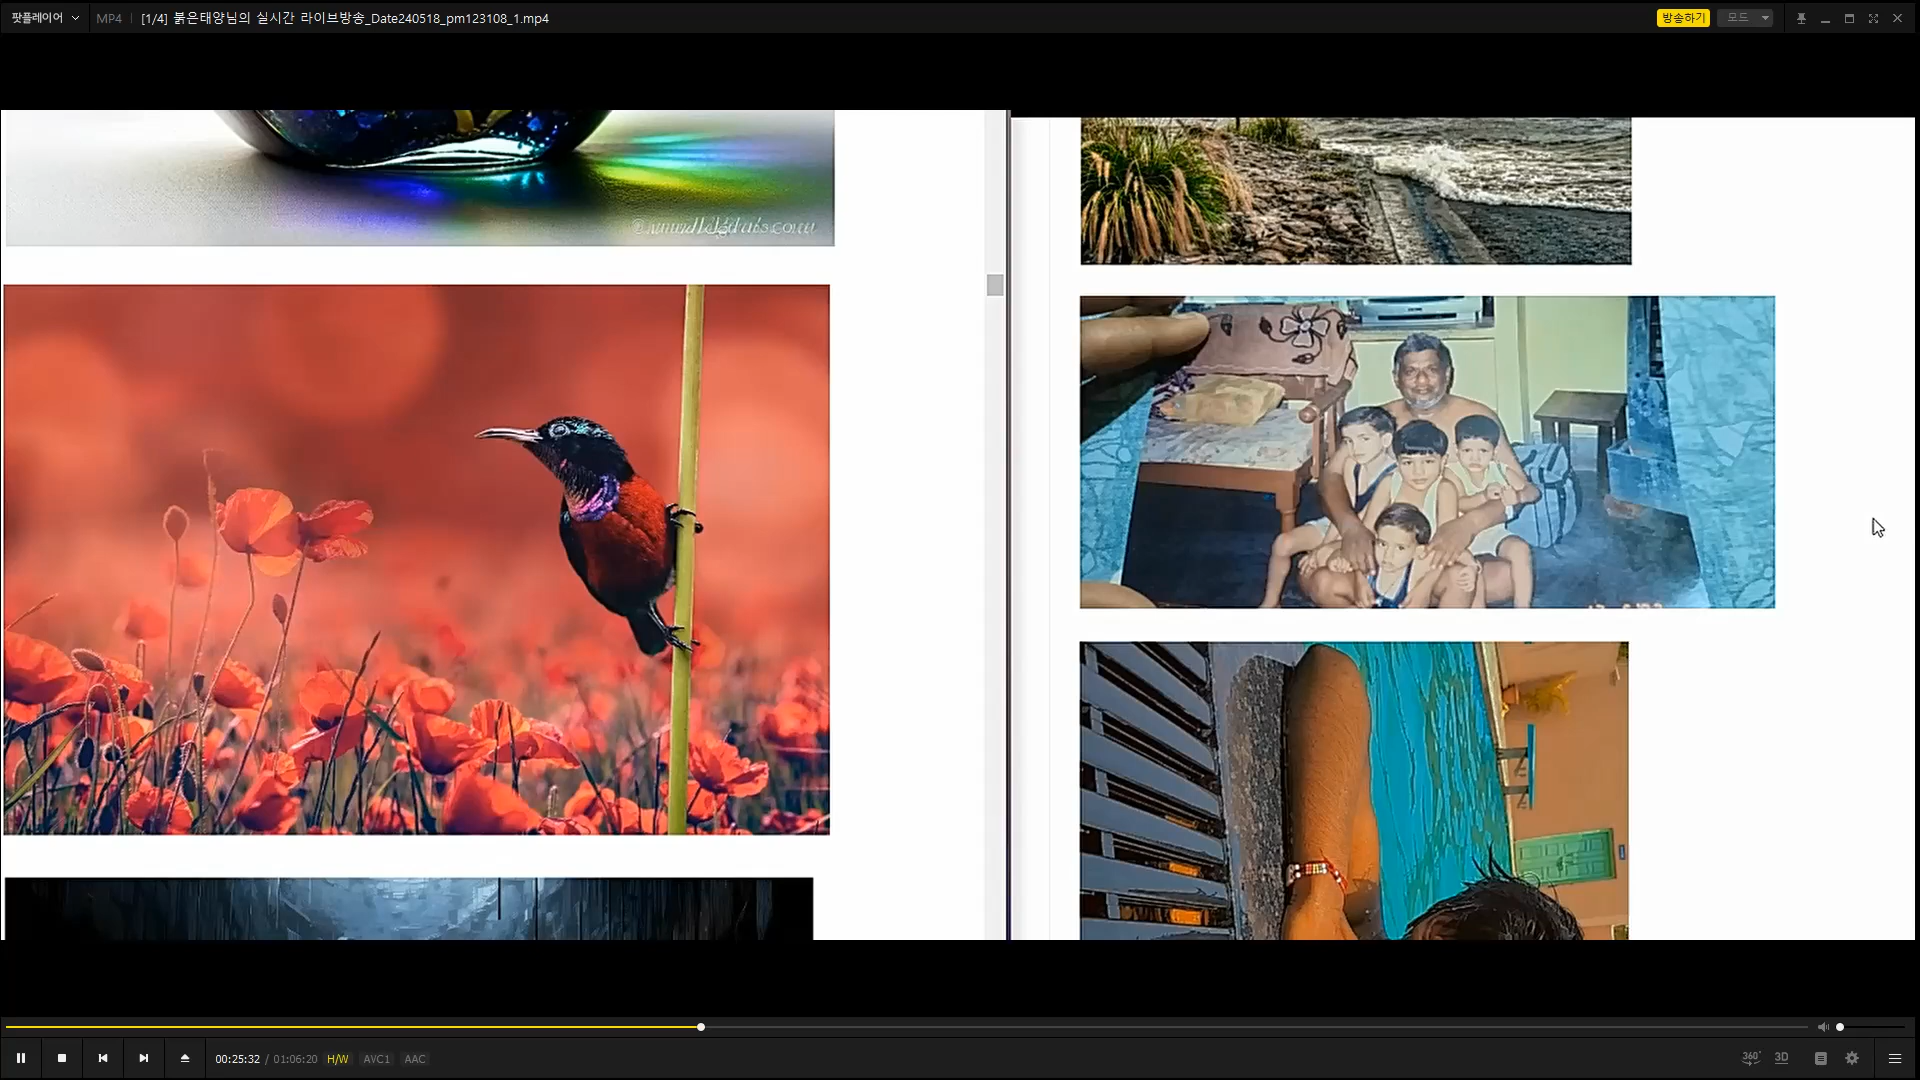 팟플레이어 MP4 [1/4] 붉은태양님의 실시간 라이브방송_Date240518_pm123108_1.mp4 방송하기 모드
00:25:32 / 01:06:20 H/W AVC1 AAC 360° 3D